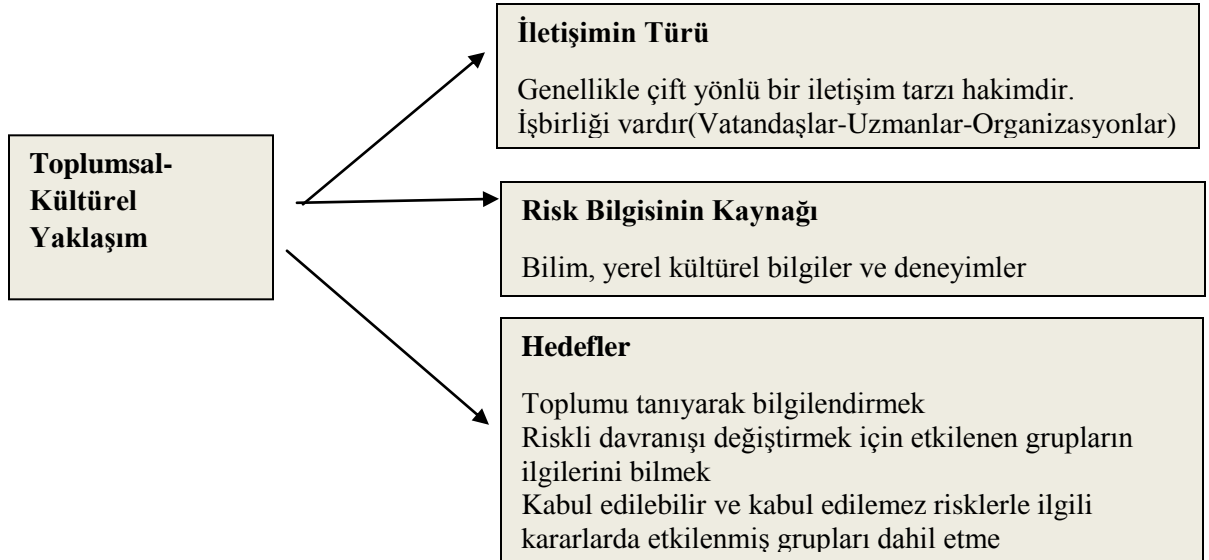 Toplumsal-
Kültürel
Yaklaşım
İletişimin Türü
Genellikle çift yönlü bir iletişim tarzı hakimdir.
İşbirliği vardır(Vatandaşlar-Uzmanlar-Organizasyonlar)
Risk Bilgisinin Kaynağı
Bilim, yerel kültürel bilgiler ve deneyimler
Hedefler
Toplumu tanıyarak bilgilendirmek
Riskli davranışı değiştirmek için etkilenen grupların
ilgilerini bilmek
Kabul edilebilir ve kabul edilemez risklerle ilgili
kararlarda etkilenmiş grupları dahil etme